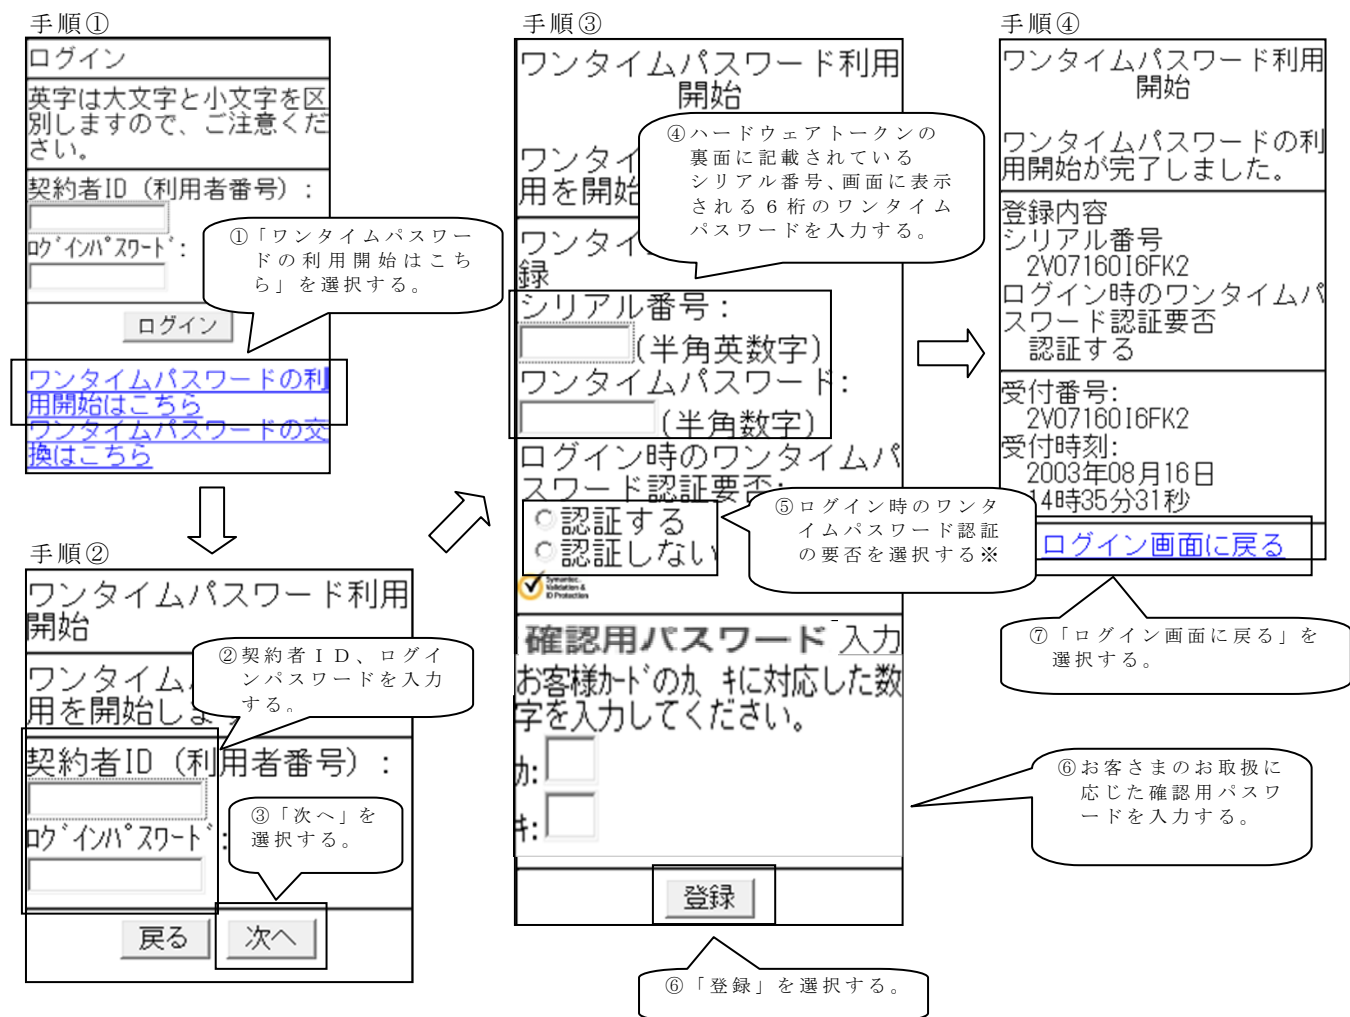 手順①
ログイン
英字は大文字と小文字を区
別しますので、ご注意くだ
さい。
契約者ID（利用者番号）：
ﾛｸﾞｲﾝﾊﾟｽﾜｰﾄﾞ：
①「ワンタイムパスワー
ドの利用開始はこち
ら」を選択する。
ログイン
ワンタイムパスワードの利
用開始はこちら
ワンタイムパスワードの交
換はこちら
手順②
ワンタイムパスワード利用
開始
ワンタイム
用を開始しま
②契約者ＩＤ、ログイ
ンパスワードを入力
する。
契約者ID（利用者番号）：
ﾛｸﾞｲﾝﾊﾟｽﾜｰﾄﾞ：
③「次へ」を
選択する。
戻る
次へ
手順③
ワンタイムパスワード利用
開始
ワンタイ
用を開始
④ハードウェアトークンの
裏面に記載されている
シリアル番号、画面に表示
される６桁のワンタイム
パスワードを入力する。
ワンタイ
録
シリアル番号：
(半角英数字)
ワンタイムパスワード：
(半角数字)
ログイン時のワンタイムパ
スワード認証要否：
認証する
認証しない
⑤ログイン時のワンタ
イムパスワード認証
の要否を選択する※
Symantec.
Validation &
ID Protection
確認用パスワード入力
お客様ｶｰﾄﾞのｶ、ｷに対応した数
字を入力してください。
ｶ:
ｷ:
⑥お客さまのお取扱に
応じた確認用パスワ
ードを入力する。
登録
⑥「登録」を選択する。
手順④
ワンタイムパスワード利用
開始
ワンタイムパスワードの利
用開始が完了しました。
登録内容
シリアル番号
2V07160I6FK2
ログイン時のワンタイムパ
スワード認証要否
認証する
受付番号:
2V07160I6FK2
受付時刻:
2003年08月16日
14時35分31秒
ログイン画面に戻る
⑦「ログイン画面に戻る」を
選択する。